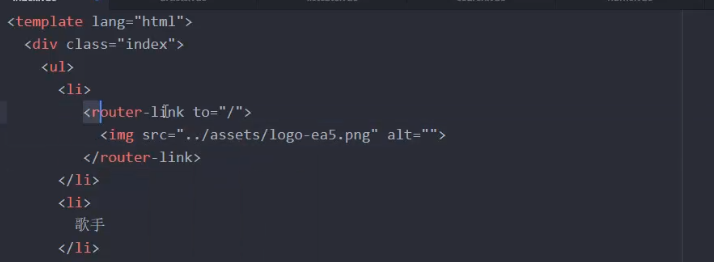 <template lang="html">
<div class="index">
<ul>
<li>
<router-link to="/">
<img src="../assets/logo-ea5.png" alt="">
</router-link>
</li>
<li>
歌手
</li>